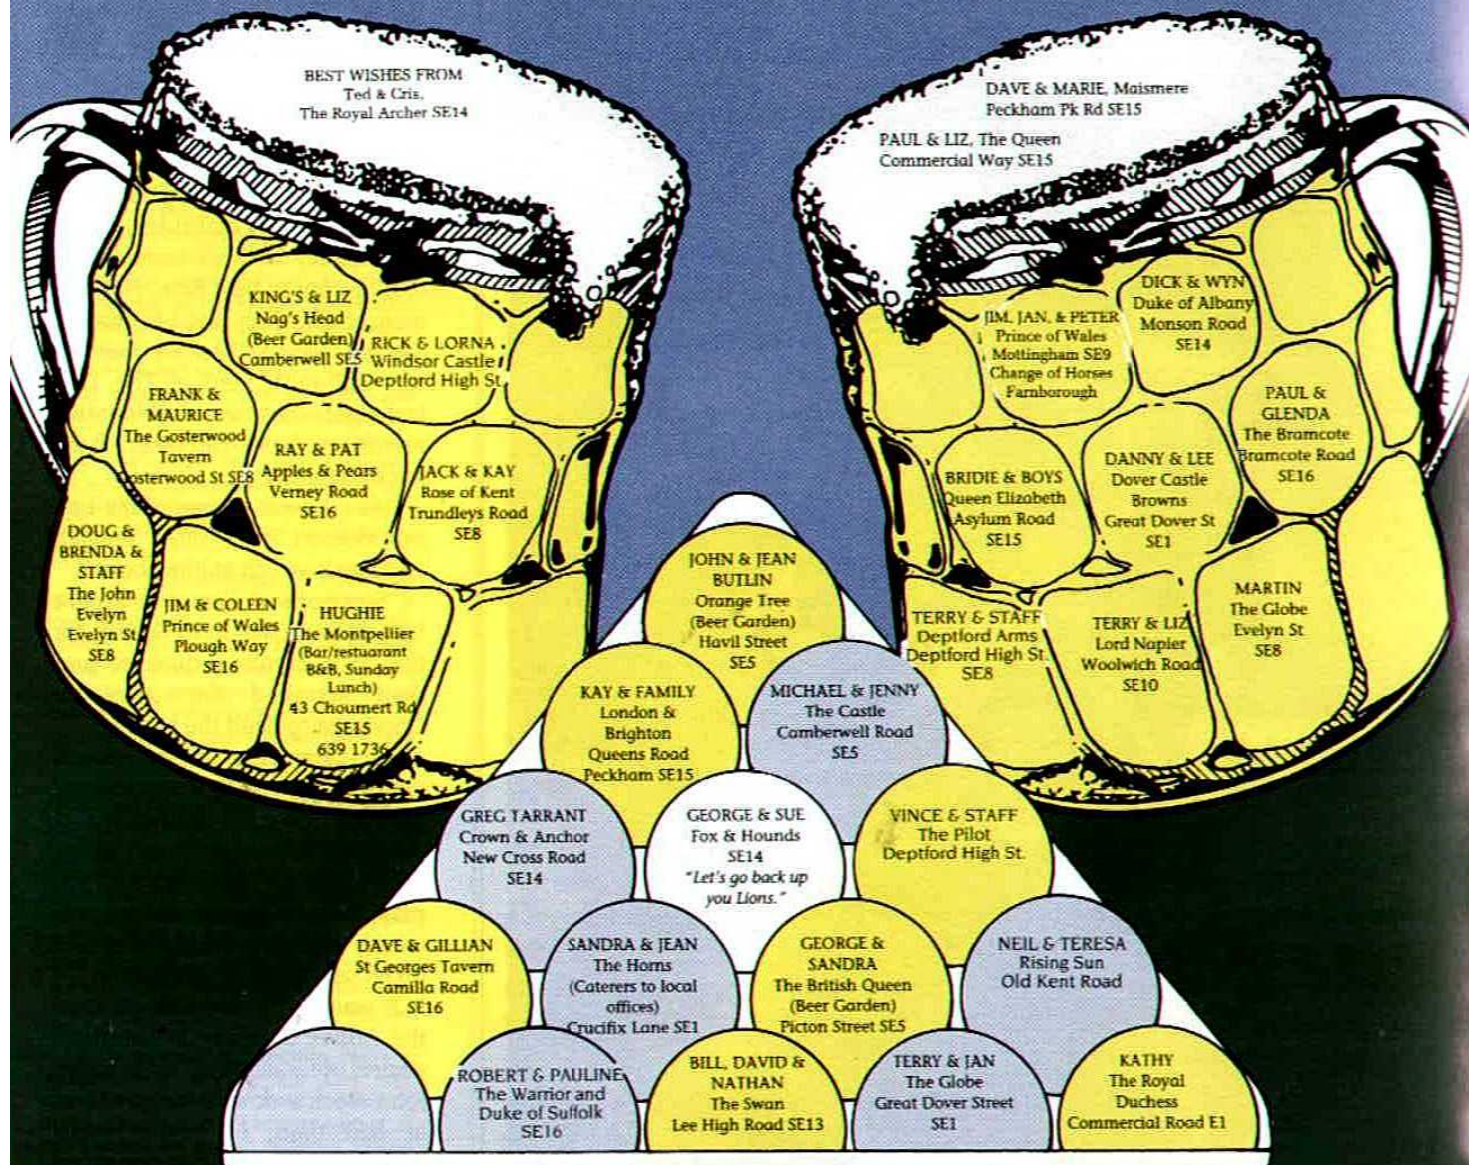 BEST WISHES FROM
Ted & Cris,
The Royal Archer SE14
DAVE & MARIE, Maismere
Peckham Pk Rd SE15
PAUL & LIZ, The Queen
Commercial Way SE15
KING'S & LIZ
Nag's Head
(Beer Garden)
Camberwell SE5
RICK & LORNA
Windsor Castle
Deptford High St.
FRANK &
MAURICE
The Gosterwood
Tavern
Gosterwood St SE8
RAY & PAT
Apples & Pears
Verney Road
SE16
JACK & KAY
Rose of Kent
Trundleys Road
SE8
DOUG &
BRENDA &
STAFF
The John
Evelyn
Evelyn St
SE8
JIM & COLEEN
Prince of Wales
Plough Way
SE16
HUGHIE
The Montpellier
(Bar/restuarant
B&B, Sunday
Lunch)
43 Choumert Rd
SE15
639 1736
JIM, JAN, & PETER
Prince of Wales
Mottingham SE9
Change of Horses
Farnborough
DICK & WYN
Duke of Albany
Monson Road
SE14
PAUL &
GLENDA
The Bramcote
Bramcote Road
SE16
BRIDIE & BOYS
Queen Elizabeth
Asylum Road
SE15
DANNY & LEE
Dover Castle
Browns
Great Dover St
SE1
TERRY & STAFF
Deptford Arms
Deptford High St.
SE8
TERRY & LIZ
Lord Napier
Woolwich Road
SE10
MARTIN
The Globe
Evelyn St
SE8
JOHN & JEAN
BUTLIN
Orange Tree
(Beer Garden)
Havil Street
SE5
KAY & FAMILY
London &
Brighton
Queens Road
Peckham SE15
MICHAEL & JENNY
The Castle
Camberwell Road
SE5
GREG TARRANT
Crown & Anchor
New Cross Road
SE14
GEORGE & SUE
Fox & Hounds
SE14
"Let's go back up
you Lions."
VINCE & STAFF
The Pilot
Deptford High St.
DAVE & GILLIAN
St Georges Tavern
Camilla Road
SE16
SANDRA & JEAN
The Horns
(Caterers to local
offices)
Crucifix Lane SE1
GEORGE &
SANDRA
The British Queen
(Beer Garden)
Picton Street SE5
NEIL & TERESA
Rising Sun
Old Kent Road
ROBERT & PAULINE
The Warrior and
Duke of Suffolk
SE16
BILL, DAVID &
NATHAN
The Swan
Lee High Road SE13
TERRY & JAN
The Globe
Great Dover Street
SE1
KATHY
The Royal
Duchess
Commercial Road E1